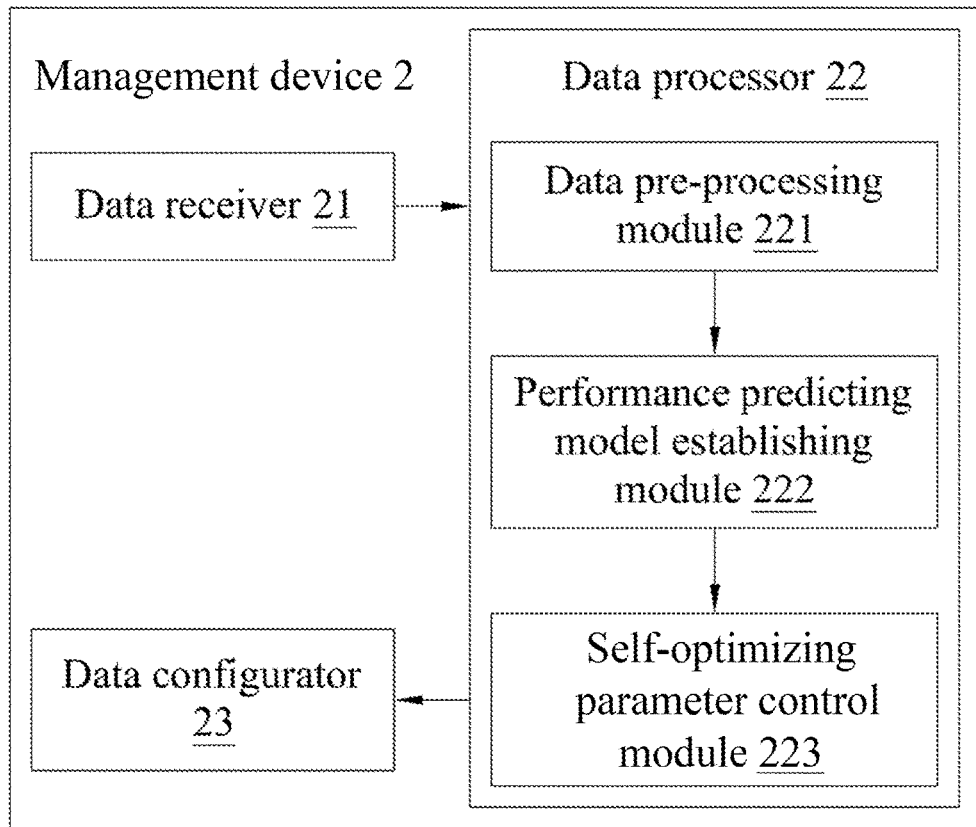 Management device 2
Data receiver 21
Data configurator
23
Data processor 22
Data pre-processing
module 221
Performance predicting
model establishing
module 222
Self-optimizing
parameter control
module 223